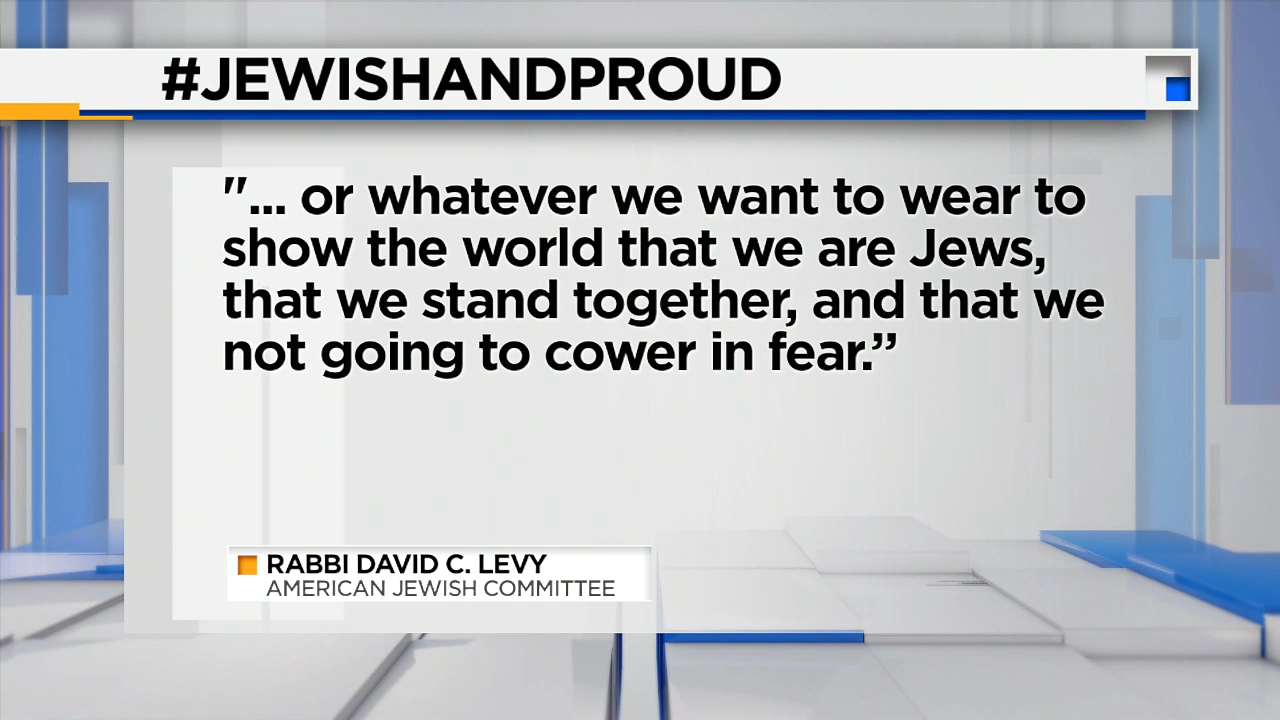 #JEWISHANDPROUD
"... or whatever we want to wear to
show the world that we are Jews,
that we stand together, and that we
not going to cower in fear.”
RABBI DAVID C. LEVY
AMERICAN JEWISH COMMITTEE